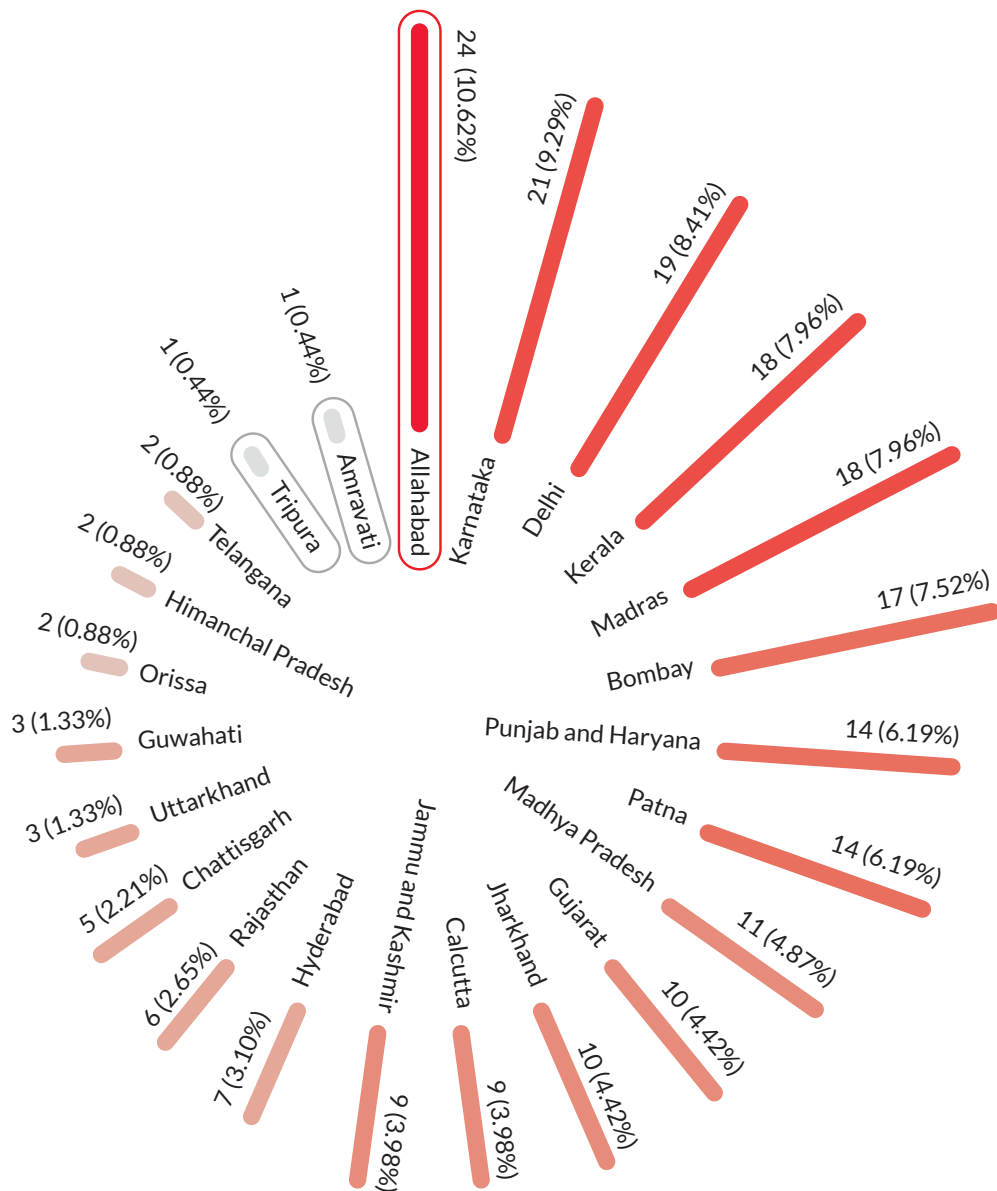 Allahabad
24 (10.62%)
Karnataka
21 (9.29%)
Delhi
19 (8.41%)
Kerala
18 (7.96%)
Madras
18 (7.96%)
Bombay
17 (7.52%)
Punjab and Haryana
14 (6.19%)
Patna
14 (6.19%)
Madhya Pradesh
11 (4.87%)
Gujarat
10 (4.42%)
Jharkhand
10 (4.42%)
Calcutta
9 (3.98%)
Jammu and Kashmir
9 (3.98%)
Hyderabad
7 (3.10%)
Rajasthan
6 (2.65%)
Chattisgarh
5 (2.21%)
Uttarkhand
3 (1.33%)
Guwahati
3 (1.33%)
Orissa
2 (0.88%)
Himanchal Pradesh
2 (0.88%)
Telangana
2 (0.88%)
Tripura
1 (0.44%)
Amravati
1 (0.44%)